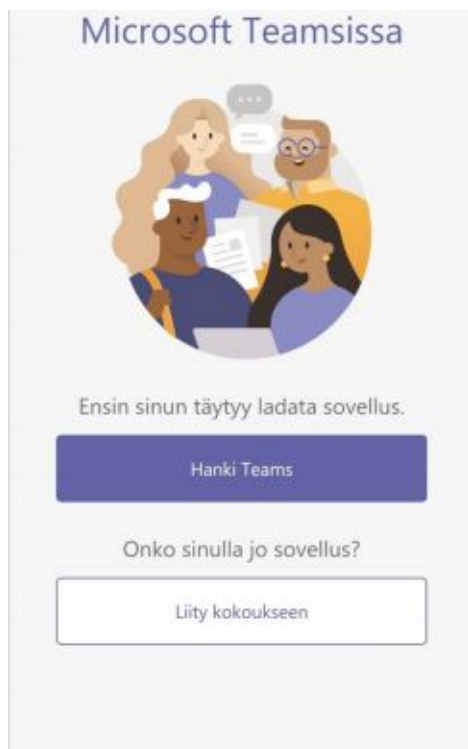 Microsoft Teamsissa
Ensin sinun täytyy ladata sovellus.
Hanki Teams
Onko sinulla jo sovellus?
Liity kokoukseen